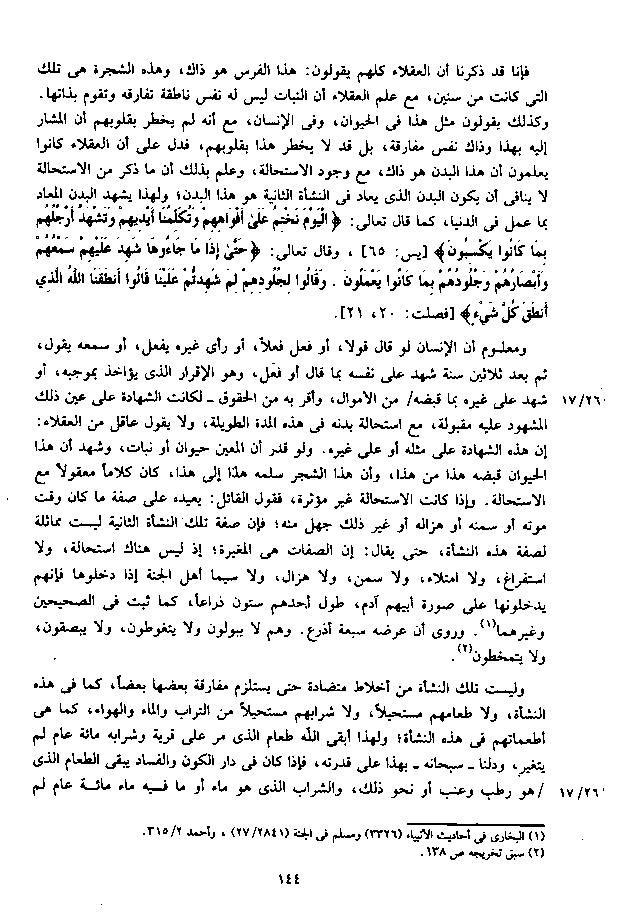 فإنا قد ذكرنا أن العقلاء كلهم يقولون: هذا الفرس هو ذاك، وهذه الشجرة هى تلك
التى كانت من سنين، مع علم العقلاء أن النبات ليس له نفس ناطقة تفارقه وتقوم بذاتها.
وكذلك يقولون مثل هذا فى الحيوان، وفى الإنسان، مع أنه لم يخطر بقلوبهم أن المشار
إليه بهذا وذاك نفس مفارقة، بل قد لا يخطر هذا بقلوبهم، فدل على أن العقلاء كانوا
يعلمون أن هذا البدن هو ذاك، مع وجود الاستحالة، وعلم بذلك أن ما ذكر من الاستحالة
لا ينافى أن يكون البدن الذى يعاد فى النشأة الثانية هو هذا البدن؛ ولهذا يشهد البدن المعاد
بما عمل فى الدنيا، كما قال تعالى: ﴿الْيَوْمَ نَخْتِمُ عَلَىٰ أَفْوَاهِهِمْ وَتُكَلِّمُنَا أَيْدِيهِمْ وَتَشْهَدُ أَرْجُلُهُم
بِمَا كَانُوا يَكْسِبُونَ﴾ [يس: ٦٥] ، وقال تعالى: ﴿حَتَّىٰ إِذَا مَا جَاءُوهَا شَهِدَ عَلَيْهِمْ سَمْعُهُمْ
وَأَبْصَارُهُمْ وَجُلُودُهُمْ بِمَا كَانُوا يَعْمَلُونَ . وَقَالُوا لِجُلُودِهِمْ لِمَ شَهِدتُّمْ عَلَيْنَا قَالُوا أَنطَقَنَا اللَّهُ الَّذِي
أَنطَقَ كُلَّ شَيْءٍ﴾ [فصلت: ٢٠، ٢١].
ومعلوم أن الإنسان لو قال قولا، أو فعل فعلاً، أو رأى غيره يفعل، أو سمعه يقول،
ثم بعد ثلاثين سنة شهد على نفسه بما قال أو فعل، وهو الإقرار الذى يؤاخذ بموجبه، أو
١٧/٢٦٠ شهد على غيره بما قبضه/ من الأموال، وأقر به من الحقوق ـ لكانت الشهادة على عين ذلك
المشهود عليه مقبولة، مع استحالة بدنه فى هذه المدة الطويلة، ولا يقول عاقل من العقلاء:
إن هذه الشهادة على مثله أو على غيره. ولو قدر أن المعين حيوان أو نبات، وشهد أن هذا
الحيوان قبضه هذا من هذا، وأن هذا الشجر سلمه هذا إلى هذا، كان كلاماً معقولاً مع
الاستحالة. وإذا كانت الاستحالة غير مؤثرة، فقول القائل: يعيده على صفة ما كان وقت
موته أو سمنه أو هزاله أو غير ذلك جهل منه؛ فإن صفة تلك النشأة الثانية ليست مماثلة
لصفة هذه النشأة، حتى يقال: إن الصفات هى المغيرة؛ إذ ليس هناك استحالة، ولا
استفراغ، ولا امتلاء، ولا سمن، ولا هزال، ولا سيما أهل الجنة إذا دخلوها فإنهم
يدخلونها على صورة أبيهم آدم، طول أحدهم ستون ذراعاً، كما ثبت فى الصحيحين
وغيرهما(١). وروى أن عرضه سبعة أذرع. وهم لا يبولون ولا يتغوطون، ولا يبصقون،
ولا يتمخطون(٢).
وليست تلك النشأة من أخلاط متضادة حتى يستلزم مفارقة بعضها بعضاً، كما فى هذه
النشأة، ولا طعامهم مستحيلاً، ولا شرابهم مستحيلاً من التراب والماء والهواء، كما هى
أطعماتهم فى هذه النشأة؛ ولهذا أبقى الله طعام الذى مر على قرية وشرابه مائة عام لم
يتغير، ودلنا ـ سبحانه ـ بهذا على قدرته، فإذا كان فى دار الكون والفساد يبقى الطعام الذى
/هو رطب وعنب أو نحو ذلك، والشراب الذى هو ماء أو ما فيه ماء مائة عام لم
(١) البخارى فى أحاديث الأنبياء (٣٣٢٦) ومسلم فى الجنة (٢٧/٢٨٤١) ، وأحمد ٢/ ٣١٥.
(٢) سبق تخريجه ص ١٣٨.
١٤٤